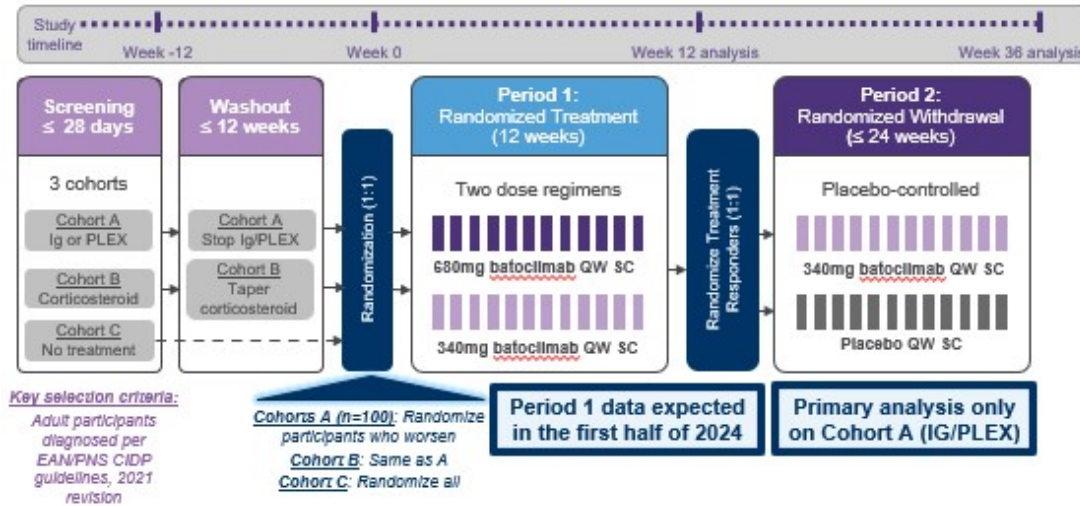 Study
timeline
Week -12
Week 0
Week 12 analysis
Week 36 analysis
Screening
≤ 28 days
3 cohorts
Cohort A
Ig or PLEX
Cohort B
Corticosteroid
Cohort C
No treatment
Washout
≤ 12 weeks
Cohort A
Stop Ig/PLEX
Cohort B
Taper
corticosteroid
Randomization (1:1)
Period 1:
Randomized Treatment
(12 weeks)
Two dose regimens
680mg batoclimab QW SC
340mg batoclimab QW SC
Randomize Treatment
Responders (1:1)
Period 2:
Randomized Withdrawal
(≤ 24 weeks)
Placebo-controlled
340mg batoclimab QW SC
Placebo QW SC
Key selection criteria:
Adult participants
diagnosed per
EAN/PNS CIDP
guidelines, 2021
revision
Cohorts A (n=100): Randomize
participants who worsen
Cohort B: Same as A
Cohort C: Randomize all
Period 1 data expected
in the first half of 2024
Primary analysis only
on Cohort A (IG/PLEX)